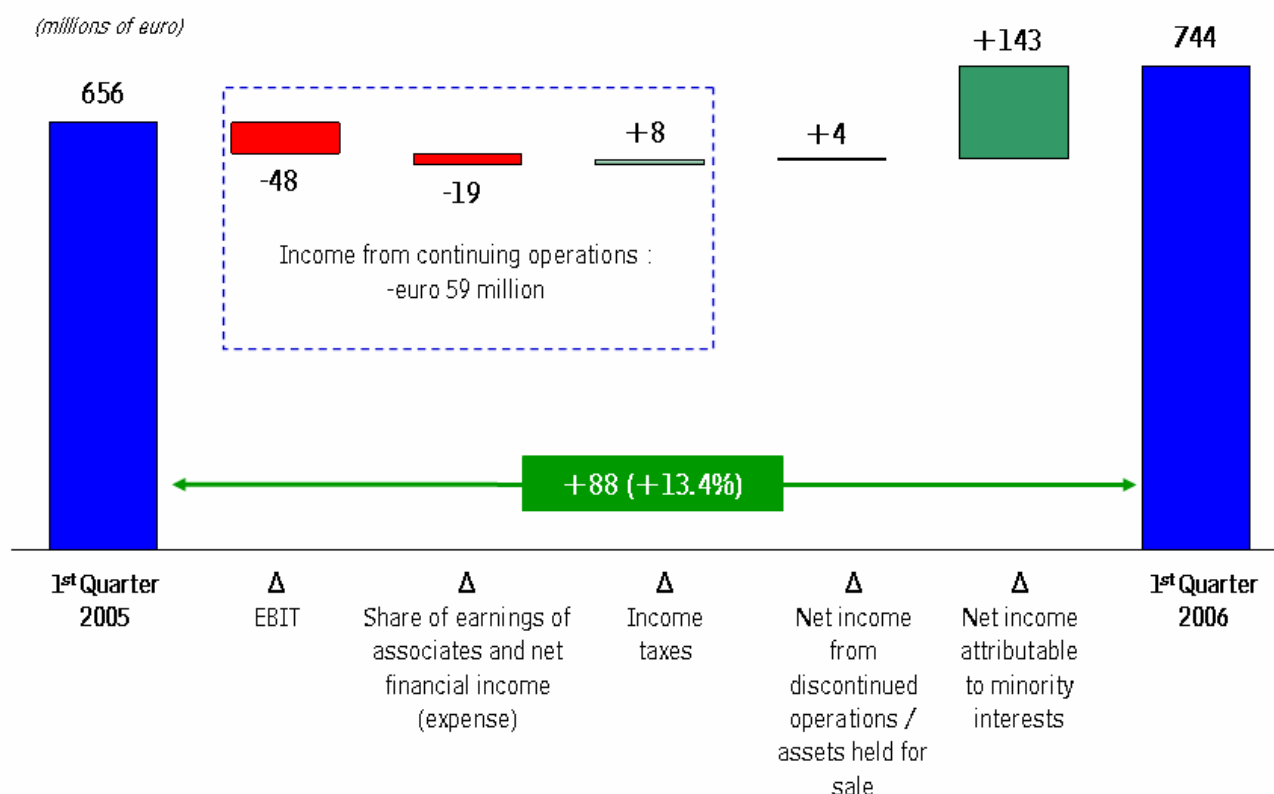 (millions of euro)
656
-48
-19
+8
+4
+143
744
Income from continuing operations :
-euro 59 million
+88 (+13.4%)
1st Quarter
2005
Δ
EBIT
Δ
Share of earnings of
associates and net
financial income
(expense)
Δ
Income
taxes
Δ
Net income
from
discontinued
operations /
assets held for
sale
Δ
Net income
attributable
to minority
interests
1st Quarter
2006